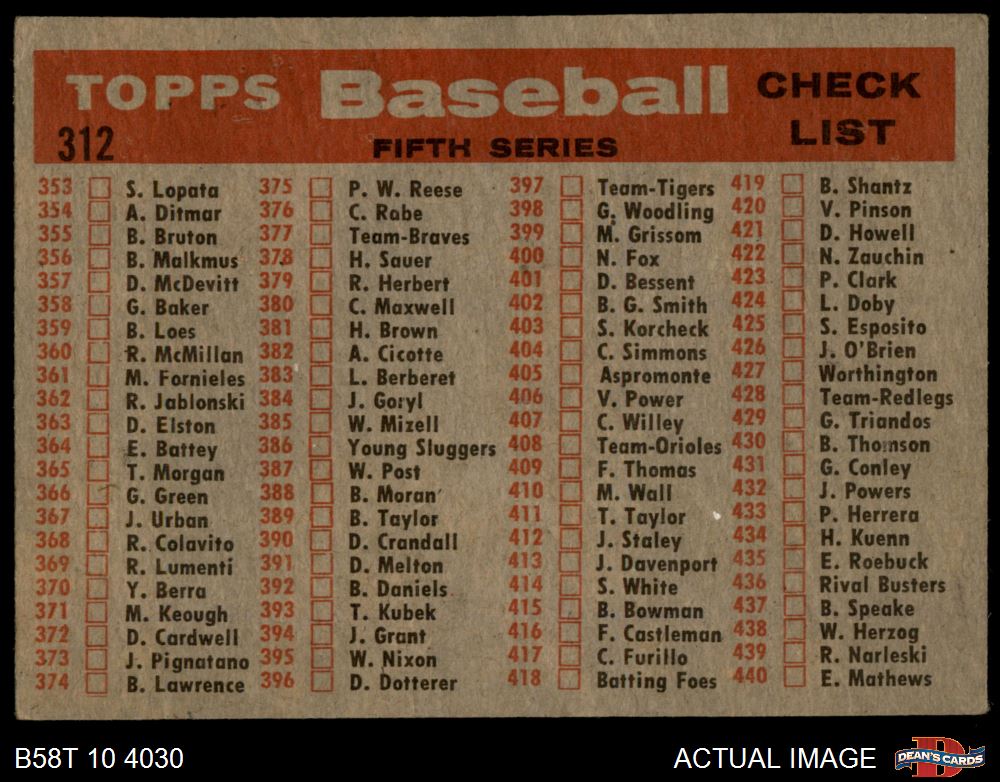 TOPPS Baseball CHECK LIST
312 FIFTH SERIES
353 S. Lopata
354 A. Ditmar
355 B. Bruton
356 B. Malkmus
357 D. McDevitt
358 G. Baker
359 B. Loes
360 R. McMillan
361 M. Fornieles
362 R. Jablonski
363 D. Elston
364 E. Battey
365 T. Morgan
366 G. Green
367 J. Urban
368 R. Colavito
369 R. Lumenti
370 Y. Berra
371 M. Keough
372 D. Cardwell
373 J. Pignatano
374 B. Lawrence
375 P. W. Reese
376 C. Rabe
377 Team-Braves
378 H. Sauer
379 R. Herbert
380 C. Maxwell
381 H. Brown
382 A. Cicotte
383 L. Berberet
384 J. Goryl
385 W. Mizell
386 Young Sluggers
387 W. Post
388 B. Moran
389 B. Taylor
390 D. Crandall
391 D. Melton
392 B. Daniels
393 T. Kubek
394 J. Grant
395 W. Nixon
396 D. Dotterer
397 Team-Tigers
398 G. Woodling
399 M. Grissom
400 N. Fox
401 D. Bessent
402 B. G. Smith
403 S. Korcheck
404 C. Simmons
405 Aspromonte
406 V. Power
407 C. Willey
408 Team-Orioles
409 F. Thomas
410 M. Wall
411 T. Taylor
412 J. Staley
413 J. Davenport
414 S. White
415 B. Bowman
416 F. Castleman
417 C. Furillo
418 Batting Foes
419 B. Shantz
420 V. Pinson
421 D. Howell
422 N. Zauchin
423 P. Clark
424 L. Doby
425 S. Esposito
426 J. O'Brien
427 Worthington
428 Team-Redlegs
429 G. Triandos
430 B. Thomson
431 G. Conley
432 J. Powers
433 P. Herrera
434 H. Kuenn
435 E. Roebuck
436 Rival Busters
437 B. Speake
438 W. Herzog
439 R. Narleski
440 E. Mathews
B58T 10 4030
ACTUAL IMAGE
D
DEAN'S CARDS